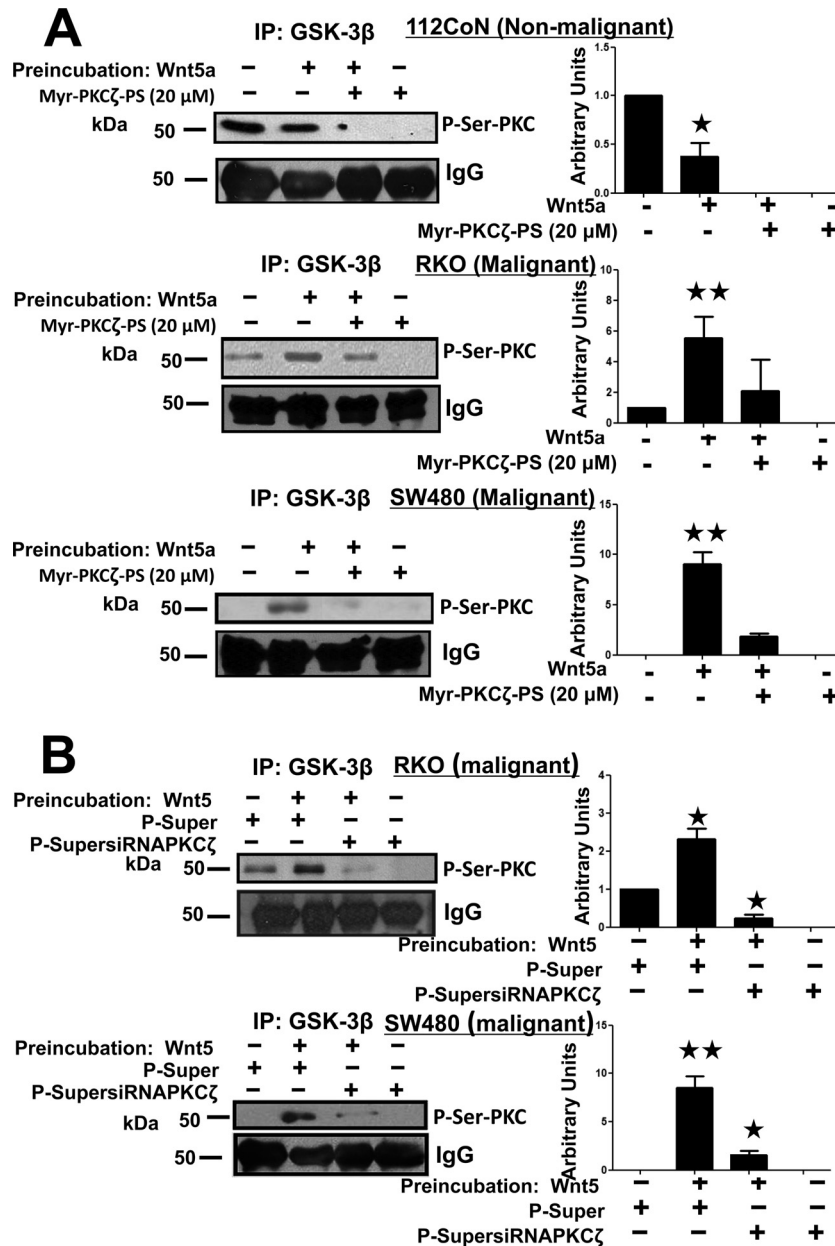 A
IP: GSK-3β 112CoN (Non-malignant)
Preincubation: Wnt5a − + + −
Myr-PKCζ-PS (20 µM) − − + +
kDa 50 P-Ser-PKC
50 IgG
Arbitrary Units
1.5
1.0
0.5
0.0
Wnt5a - + + -
Myr-PKCζ-PS (20 µM) - - + +
IP: GSK-3β RKO (Malignant)
Preincubation: Wnt5a − + + −
Myr-PKCζ-PS (20 µM) − − + +
kDa 50 P-Ser-PKC
50 IgG
Arbitrary Units
10
8
6
4
2
0
Wnt5a - + + -
Myr-PKCζ-PS (20 µM) - - + +
IP: GSK-3β SW480 (Malignant)
Preincubation: Wnt5a − + + −
Myr-PKCζ-PS (20 µM) − − + +
kDa 50 P-Ser-PKC
50 IgG
Arbitrary Units
15
10
5
0
Wnt5a - + + -
Myr-PKCζ-PS (20 µM) - - + +
B
IP: GSK-3β RKO (malignant)
Preincubation: Wnt5 − + + −
P-Super + + − −
P-SupersiRNAPKCζ − − + +
kDa 50 P-Ser-PKC
50 IgG
Arbitrary Units
4
3
2
1
0
Preincubation: Wnt5 − + + −
P-Super + + − −
P-SupersiRNAPKCζ − − + +
IP: GSK-3β SW480 (malignant)
Preincubation: Wnt5 − + + −
P-Super + + − −
P-SupersiRNAPKCζ − − + +
kDa 50 P-Ser-PKC
50 IgG
Arbitrary Units
15
10
5
0
Preincubation: Wnt5 − + + −
P-Super + + − −
P-SupersiRNAPKCζ − − + +